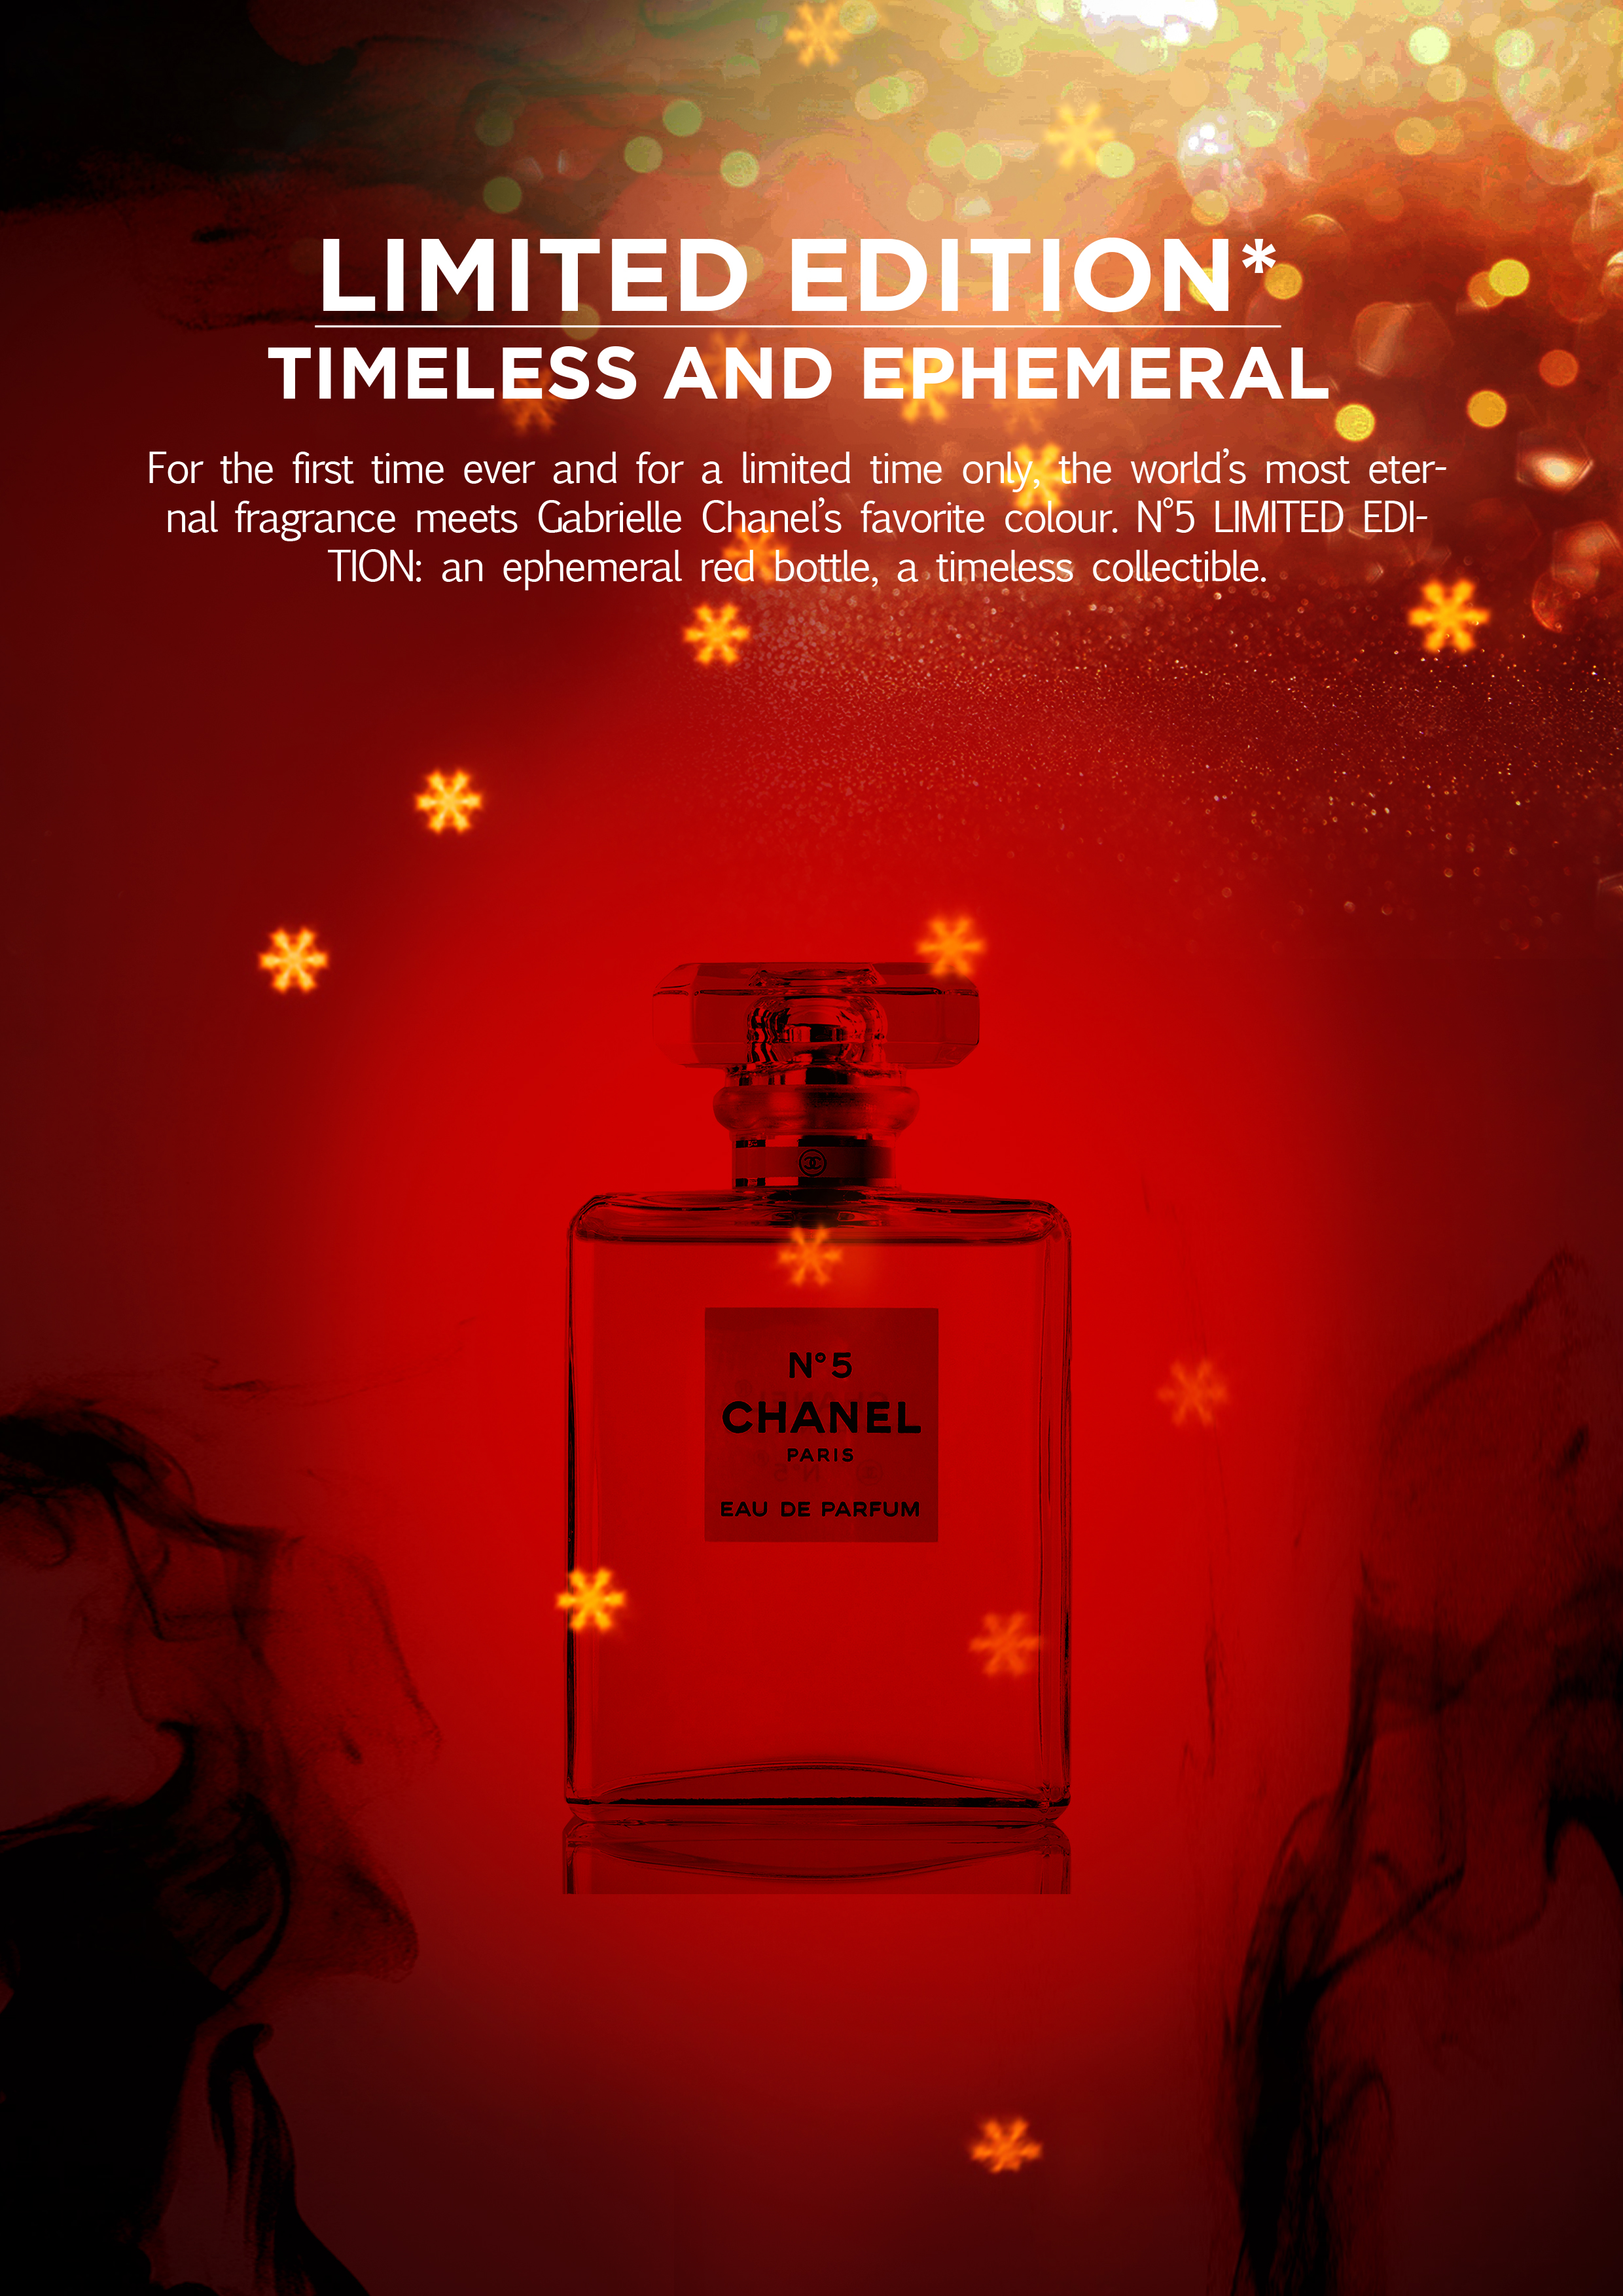 LIMITED EDITION*
TIMELESS AND EPHEMERAL
For the first time ever and for a limited time only, the world’s most eter-
nal fragrance meets Gabrielle Chanel’s favorite colour. N°5 LIMITED EDI-
TION: an ephemeral red bottle, a timeless collectible.
N°5
CHANEL
PARIS
EAU DE PARFUM